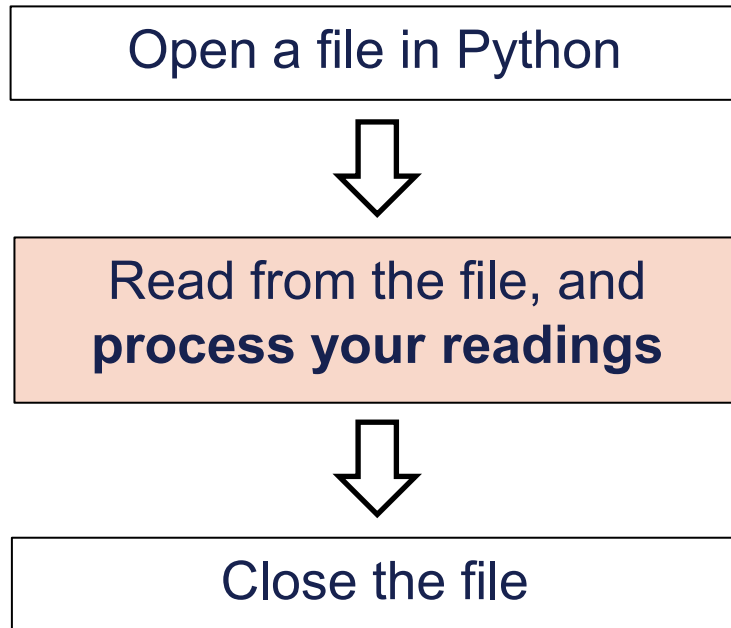 Open a file in Python
Read from the file, and
process your readings
Close the file